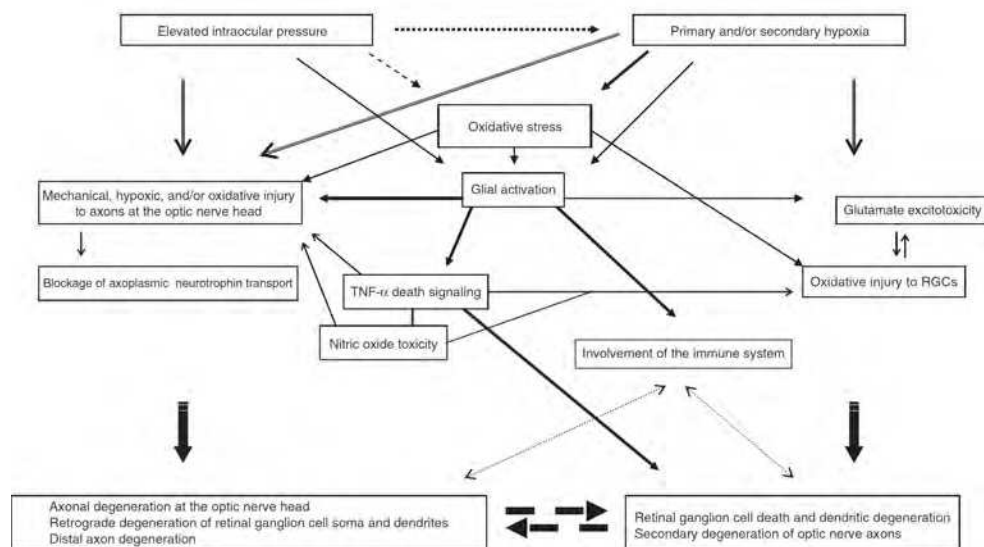 Elevated intraocular pressure
Primary and/or secondary hypoxia
Oxidative stress
Mechanical, hypoxic, and/or oxidative injury
to axons at the optic nerve head
Glial activation
Glutamate excitotoxicity
Blockage of axoplasmic neurotrophin transport
TNF-α death signaling
Oxidative injury to RGCs
Nitric oxide toxicity
Involvement of the immune system
Axonal degeneration at the optic nerve head
Retrograde degeneration of retinal ganglion cell soma and dendrites
Distal axon degeneration
Retinal ganglion cell death and dendritic degeneration
Secondary degeneration of optic nerve axons